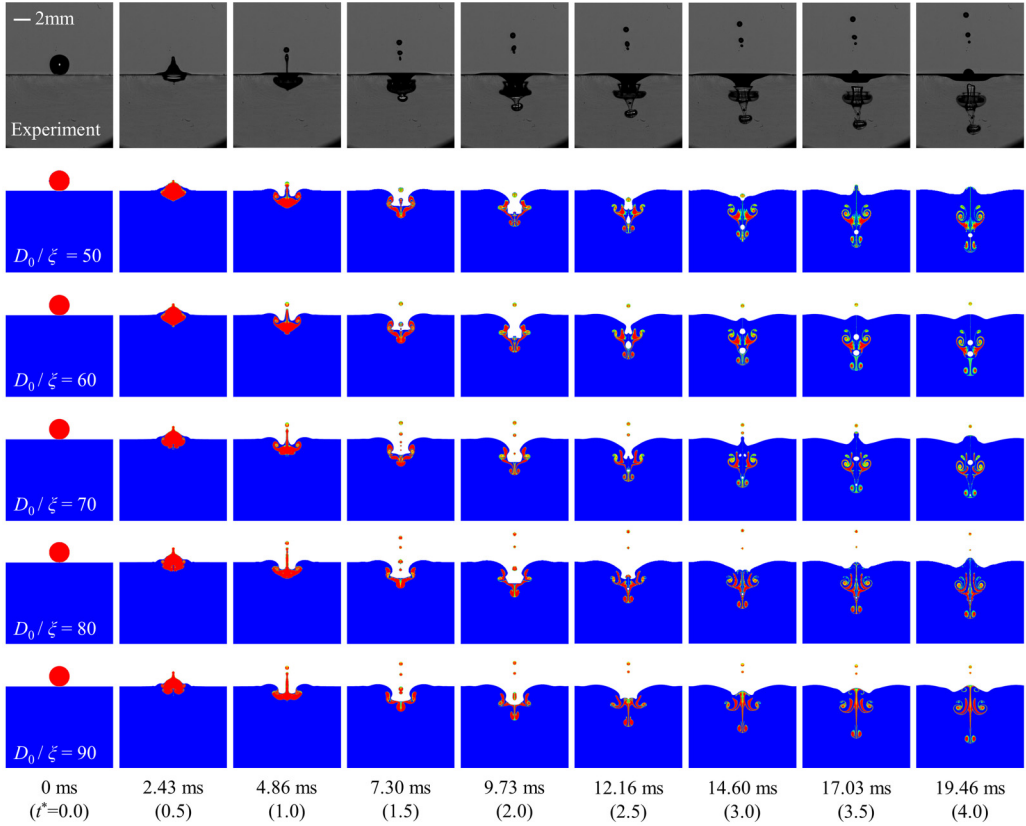 2mm
Experiment
D₀ / ξ = 50
D₀ / ξ = 60
D₀ / ξ = 70
D₀ / ξ = 80
D₀ / ξ = 90
0 ms 2.43 ms 4.86 ms 7.30 ms 9.73 ms 12.16 ms 14.60 ms 17.03 ms 19.46 ms
(t*=0.0) (0.5) (1.0) (1.5) (2.0) (2.5) (3.0) (3.5) (4.0)